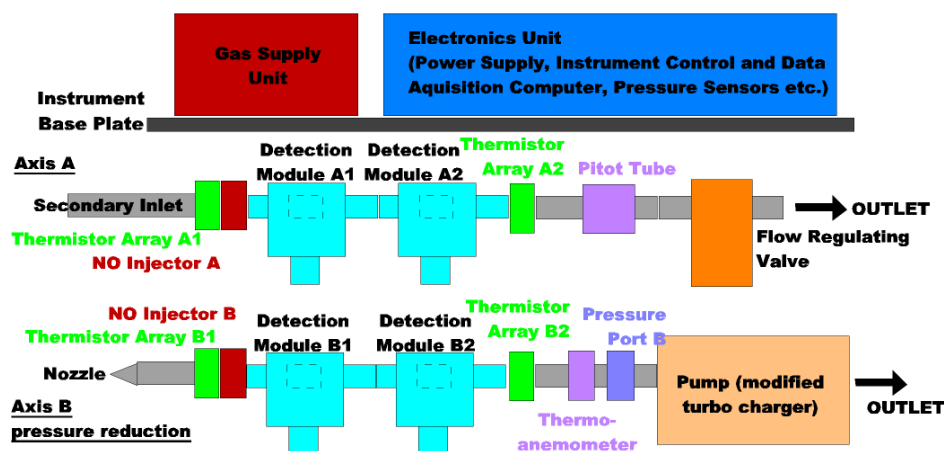 Gas Supply
Unit
Electronics Unit
(Power Supply, Instrument Control and Data
Aquisition Computer, Pressure Sensors etc.)
Instrument
Base Plate
Axis A
Detection
Module A1
Detection
Module A2
Thermistor
Array A2
Pitot Tube
Secondary Inlet
OUTLET
Thermistor Array A1
NO Injector A
Flow Regulating
Valve
NO Injector B
Thermistor Array B1
Detection
Module B1
Detection
Module B2
Thermistor
Array B2
Pressure
Port B
Nozzle
Pump (modified
turbo charger)
OUTLET
Axis B
pressure reduction
Thermo-
anemometer